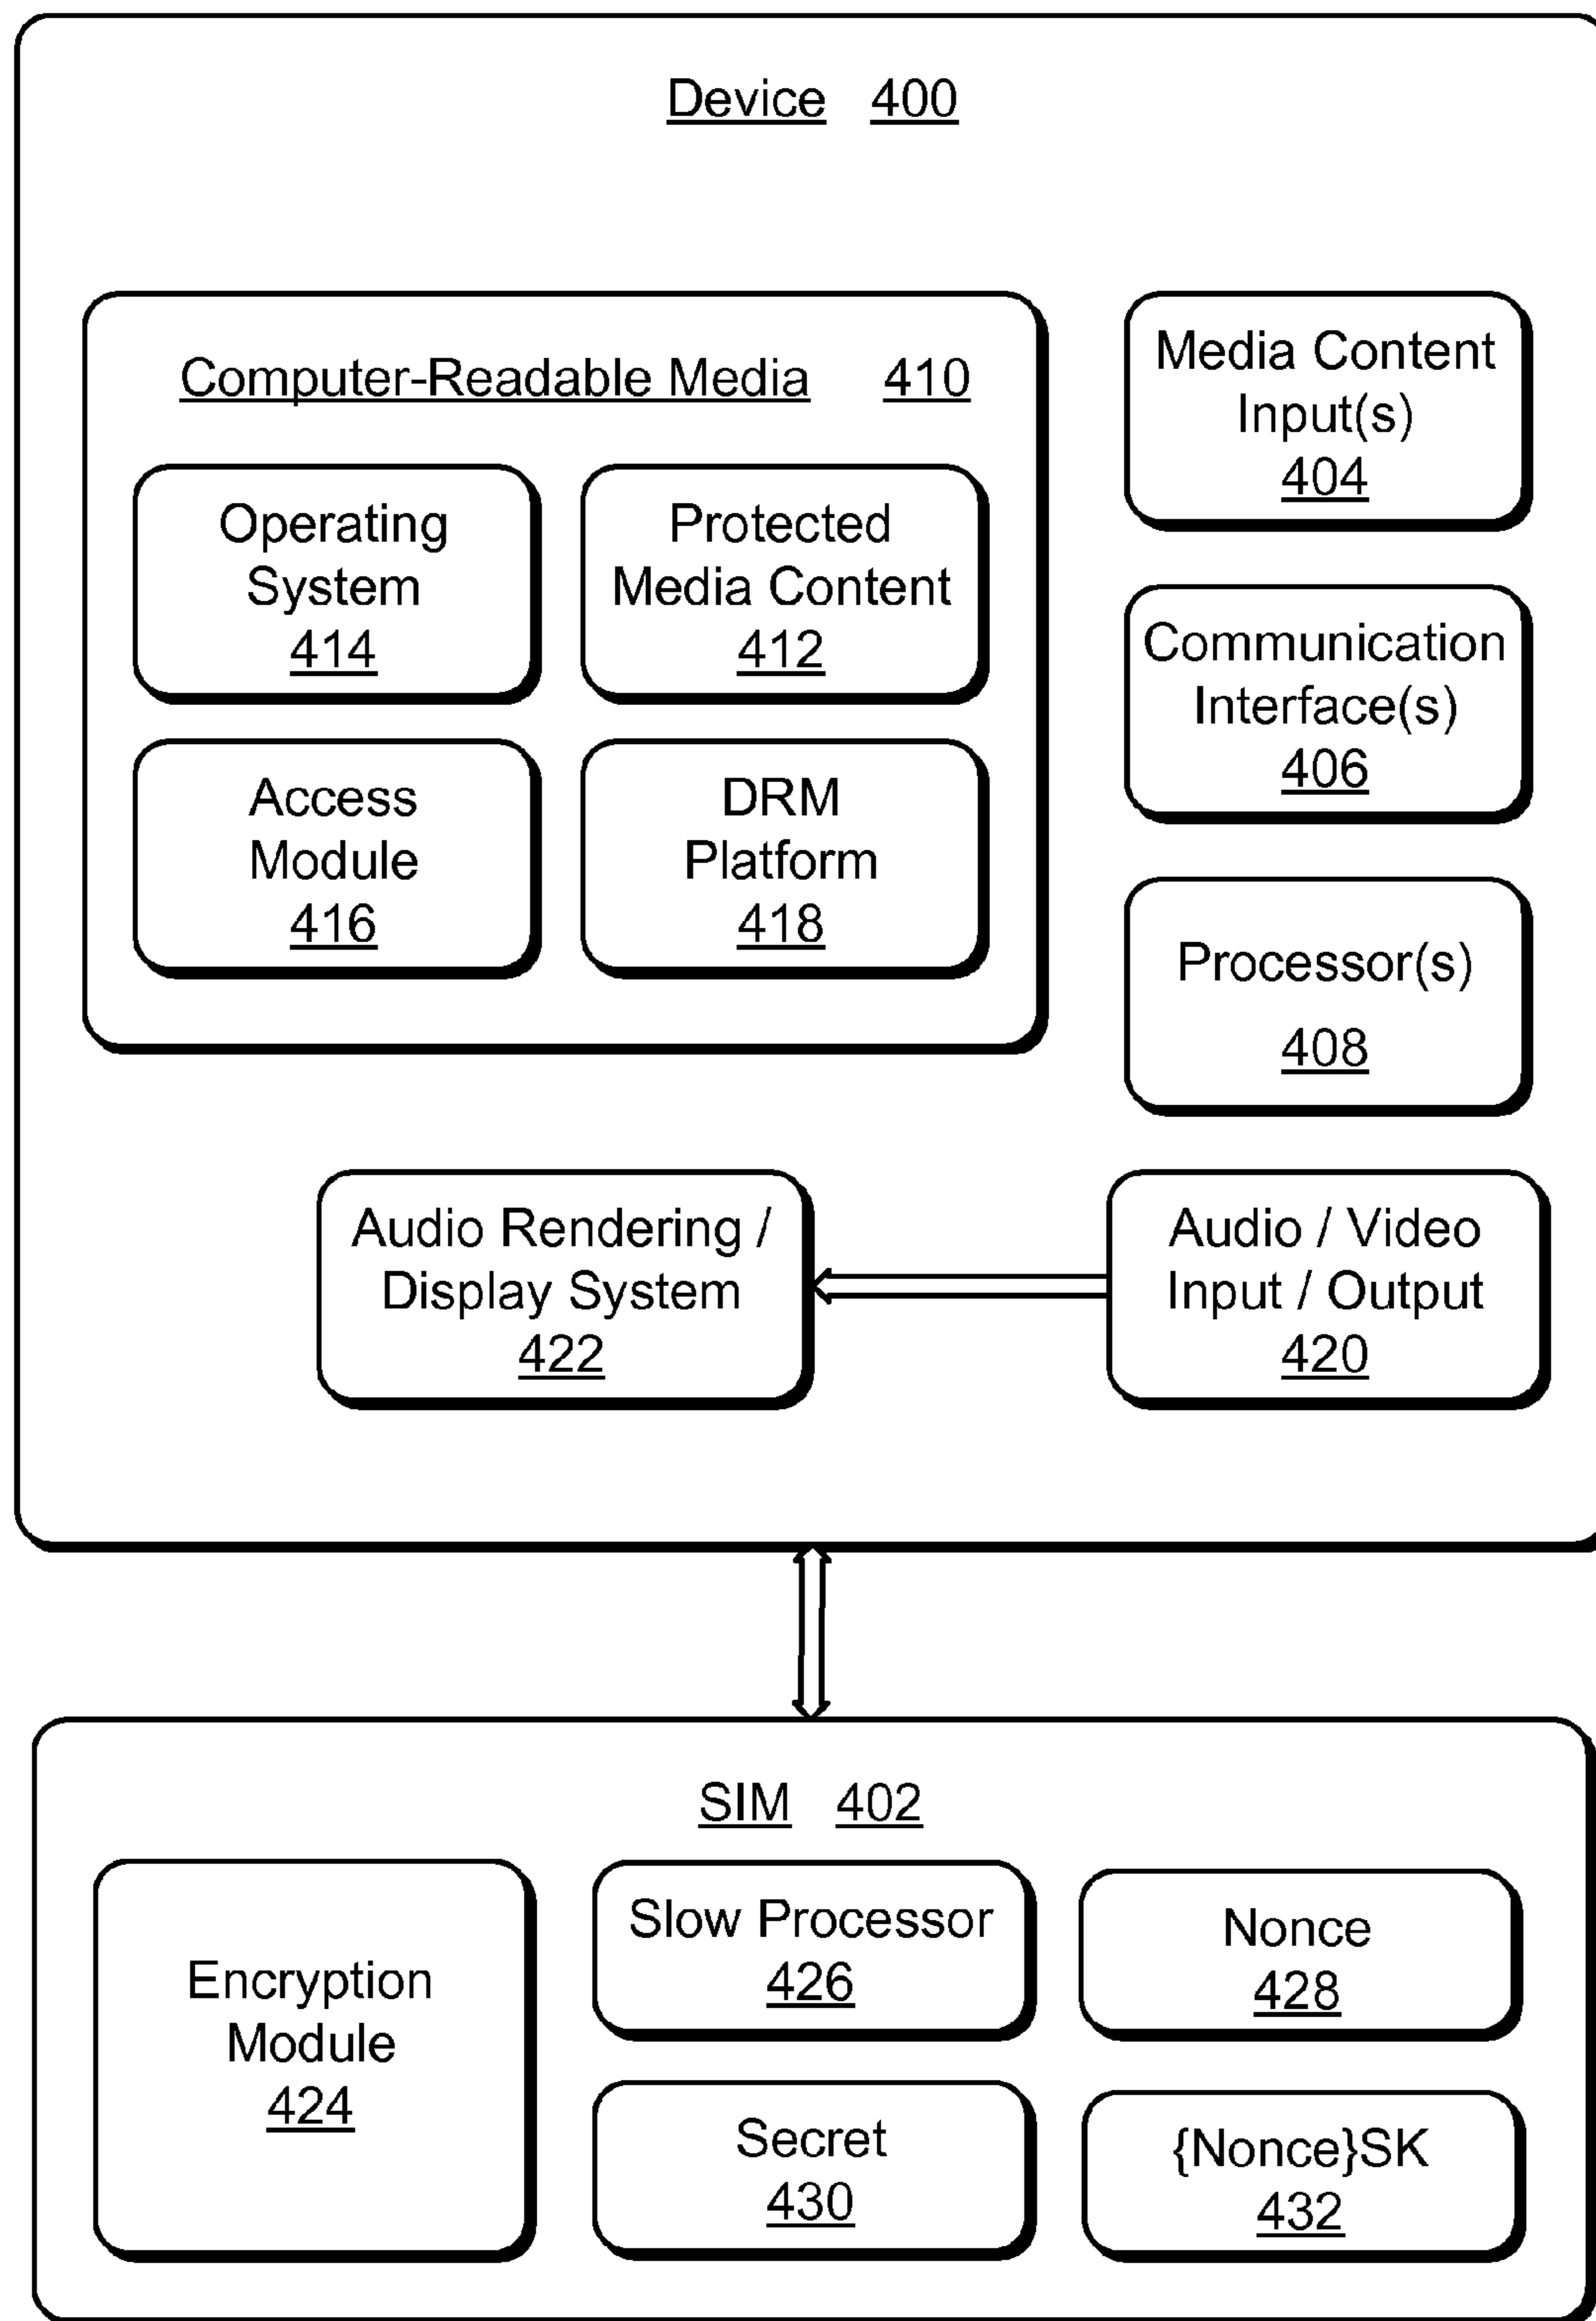 Device 400
Computer-Readable Media 410
Operating
System
414
Protected
Media Content
412
Access
Module
416
DRM
Platform
418
Media Content
Input(s)
404
Communication
Interface(s)
406
Processor(s)
408
Audio Rendering /
Display System
422
Audio / Video
Input / Output
420
SIM 402
Encryption
Module
424
Slow Processor
426
Nonce
428
Secret
430
{Nonce}SK
432